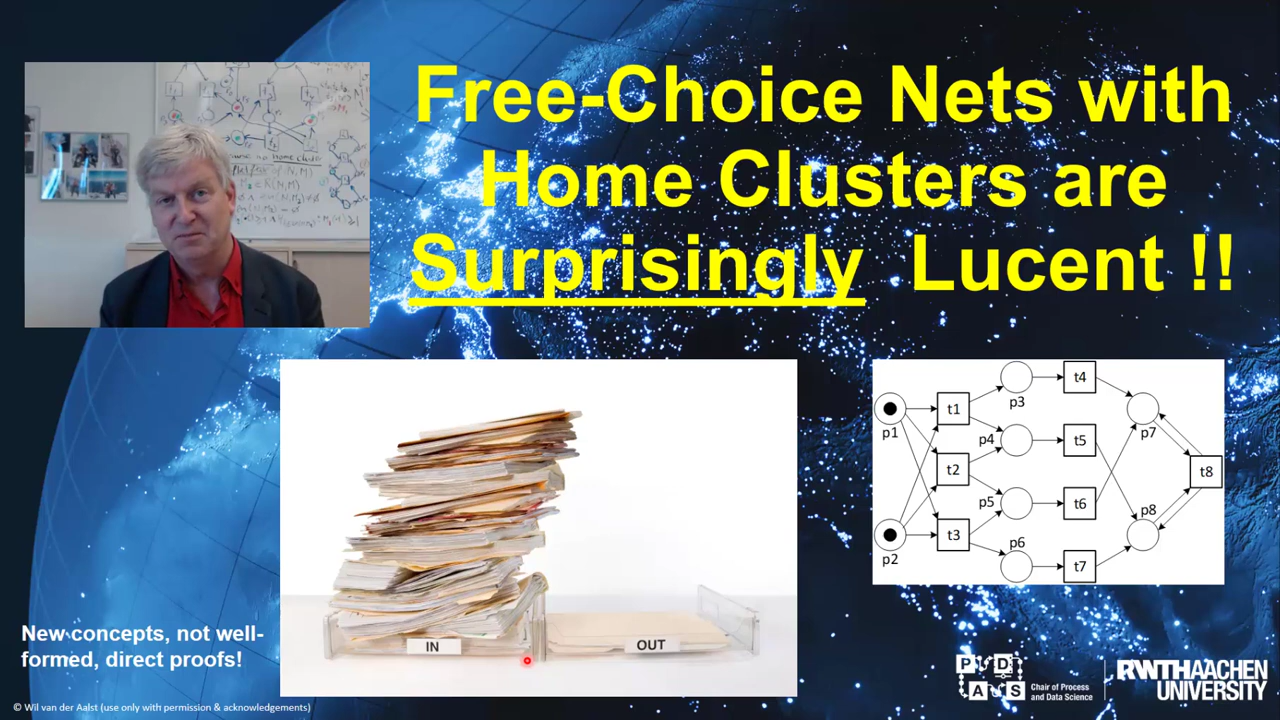 Free-Choice Nets with
Home Clusters are
Surprisingly Lucent !!
p1
p2
t1
t2
t3
p3
p4
p5
p6
t4
t5
t6
t7
p7
p8
t8
IN
OUT
New concepts, not well-
formed, direct proofs!
PADS
Chair of Process
and Data Science
RWTHAACHEN
UNIVERSITY
© Wil van der Aalst (use only with permission & acknowledgements)